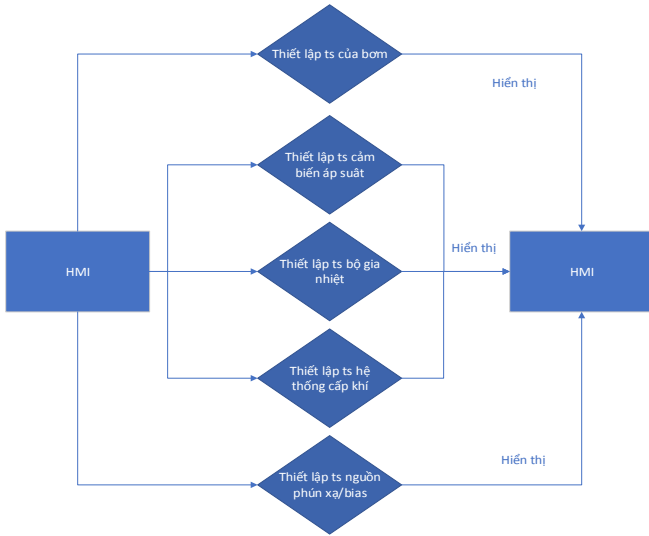 Thiết lập ts của bơm
Hiển thị
Thiết lập ts cảm
biến áp suât
HMI
Thiết lập ts bộ gia
nhiệt
Hiển thị
HMI
Thiết lập ts hệ
thống cấp khí
Thiết lập ts nguồn
phún xạ/bias
Hiển thị